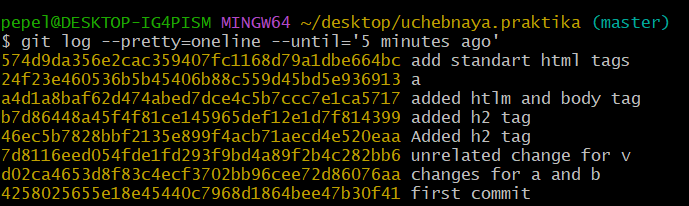 pepel@DESKTOP-IG4PISM MINGW64 ~/desktop/uchebnaya.praktika (master)
$ git log --pretty=oneline --until='5 minutes ago'
574d9da356e2cac359407fc1168d79a1dbe664bc add standart html tags
24f23e460536b5b45406b88c559d45bd5e936913 a
a4d1a8baf62d474abed7dce4c5b7ccc7e1ca5717 added htlm and body tag
b7d86448a45f4f81ce145965def12e1d7f814399 added h2 tag
46ec5b7828bbf2135e899f4acb71aecd4e520eaa Added h2 tag
7d8116eed054fde1fd293f9bd4a89f2b4c282bb6 unrelated change for v
d02ca4653d8f83c4ecf3702bb96cee72d86076aa changes for a and b
4258025655e18e45440c7968d1864bee47b30f41 first commit